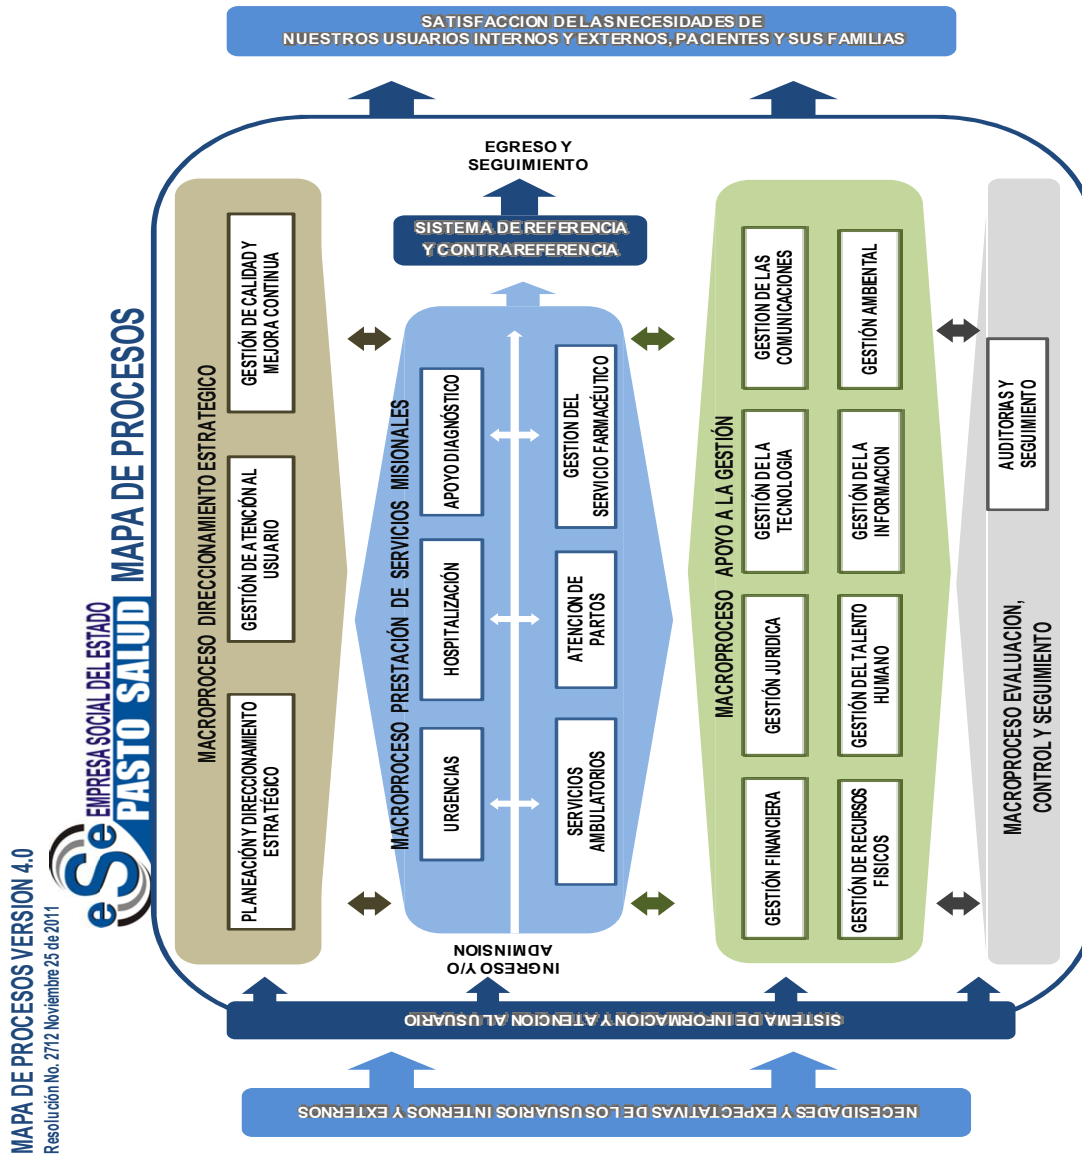 MAPA DE PROCESOS VERSION 4.0
Resolución No. 2712 Noviembre 25 de 2011
eSe
EMPRESA SOCIAL DEL ESTADO
PASTO SALUD
MAPA DE PROCESOS
NECESIDADES Y EXPECTATIVAS DE LOS USUARIOS INTERNOS Y EXTERNOS
SISTEMA DE INFORMACION Y ATENCION AL USUARIO
MACROPROCESO DIRECCIONAMIENTO ESTRATEGICO
PLANEACIÓN Y DIRECCIONAMIENTO
ESTRATÉGICO
GESTIÓN DE ATENCIÓN AL
USUARIO
GESTIÓN DE CALIDAD Y
MEJORA CONTINUA
INGRESO Y/O
ADMINSION
MACROPROCESO PRESTACIÓN DE SERVICIOS MISIONALES
URGENCIAS
HOSPITALIZACIÓN
APOYO DIAGNÓSTICO
SERVICIOS
AMBULATORIOS
ATENCION DE
PARTOS
GESTION DEL
SERVICIO FARMACÉUTICO
SISTEMA DE REFERENCIA
Y CONTRAREFERENCIA
EGRESO Y
SEGUIMIENTO
MACROPROCESO APOYO A LA GESTIÓN
GESTIÓN FINANCIERA
GESTIÓN JURIDICA
GESTIÓN DE LA
TECNOLOGIA
GESTION DE LAS
COMUNICACIONES
GESTIÓN DE RECURSOS
FISICOS
GESTIÓN DEL TALENTO
HUMANO
GESTIÓN DE LA
INFORMACION
GESTIÓN AMBIENTAL
MACROPROCESO EVALUACION,
CONTROL Y SEGUIMIENTO
AUDITORIAS Y
SEGUIMIENTO
SATISFACCION DE LAS NECESIDADES DE
NUESTROS USUARIOS INTERNOS Y EXTERNOS, PACIENTES Y SUS FAMILIAS